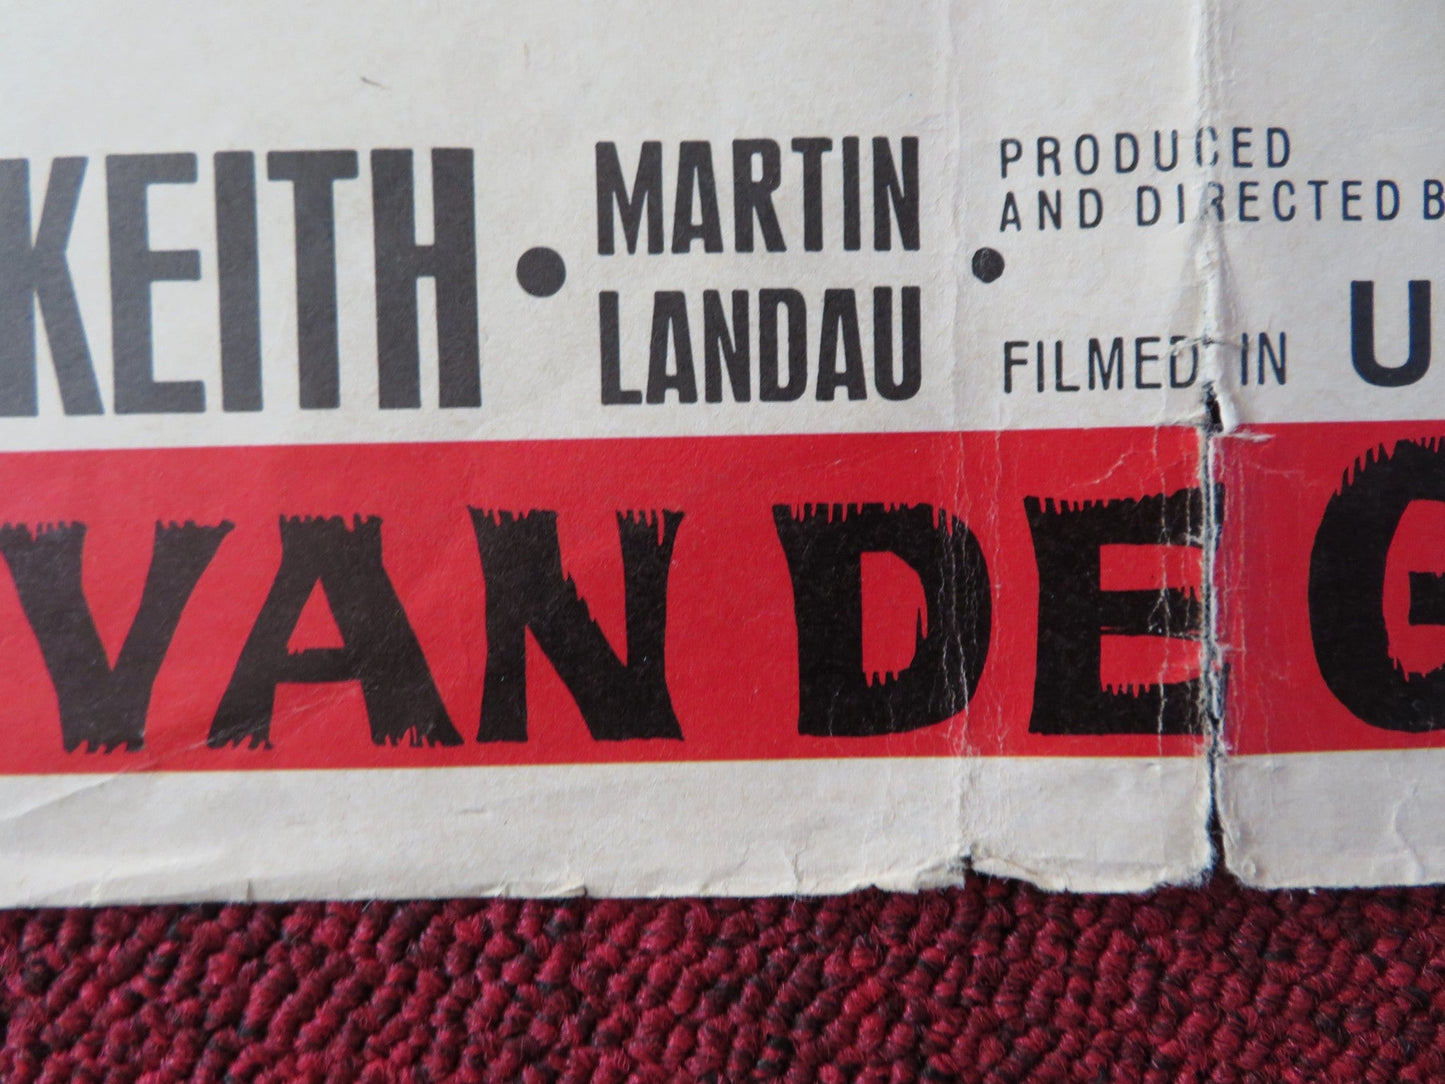 KEITH • MARTIN LANDAU •
PRODUCED
AND DIRECTED B
FILMED IN U
VAN DE G